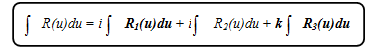 ∫ R(u)du = i ∫ R₁(u)du + i ∫ R₂(u)du + k ∫ R₃(u)du